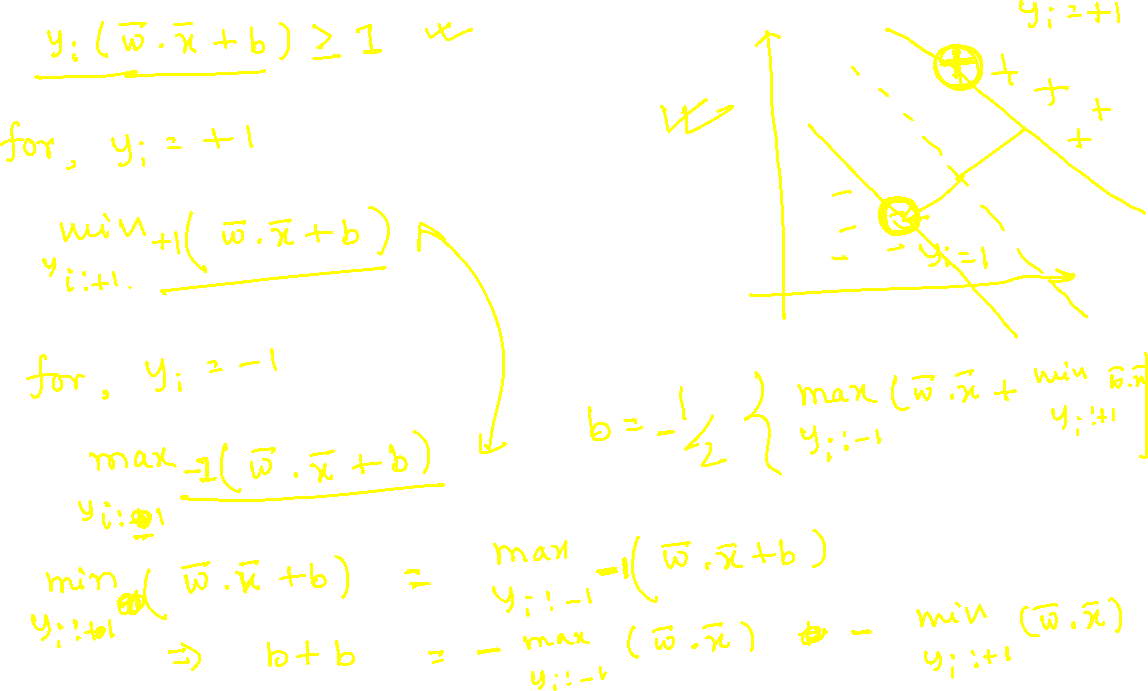 yᵢ ( w̄ . x̄ + b ) ≥ 1
for, yᵢ = +1
min +1( w̄ . x̄ + b )
yᵢ:+1.
for, yᵢ = -1
max -1( w̄ . x̄ + b )
yᵢ:-1
min ( w̄ . x̄ + b ) = max -1( w̄ . x̄ + b )
yᵢ:+1 yᵢ:-1
⇒ b + b = - max ( w̄ . x̄ ) - min ( w̄ . x̄ )
yᵢ:-1 yᵢ:+1
yᵢ = +1
+ + + + +
- - - - -
yᵢ = 1
b = - 1/2 { max ( w̄ . x̄ + min w̄ . x̄ ]
yᵢ:-1 yᵢ:+1